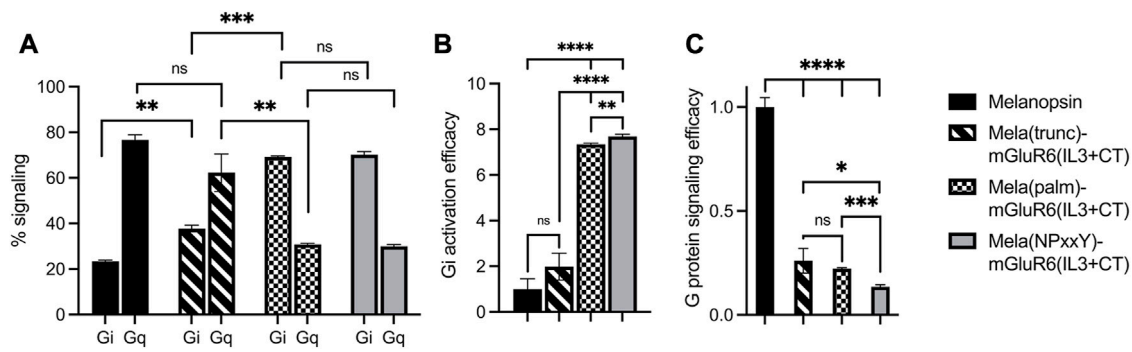 A
***
ns
ns
ns
**
**
% signaling
100
80
60
40
20
0
Gi Gq Gi Gq Gi Gq Gi Gq
B
****
****
**
ns
Gi activation efficacy
10
8
6
4
2
0
C
****
*
***
ns
G protein signaling efficacy
1.0
0.5
0.0
Melanopsin
Mela(trunc)-
mGluR6(IL3+CT)
Mela(palm)-
mGluR6(IL3+CT)
Mela(NPxxY)-
mGluR6(IL3+CT)